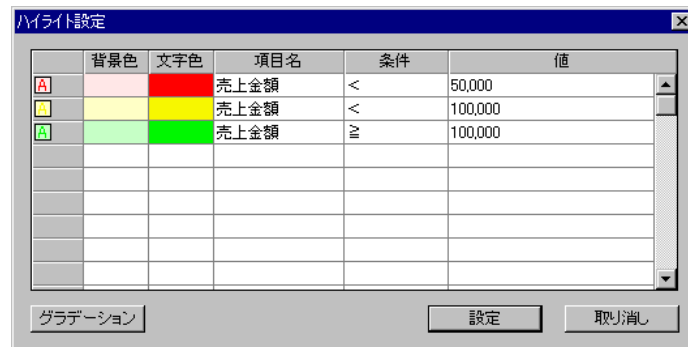 ハイライト設定
背景色 文字色 項目名 条件 値
A 売上金額 < 50,000
A 売上金額 < 100,000
A 売上金額 ≧ 100,000
グラデーション 設定 取り消し